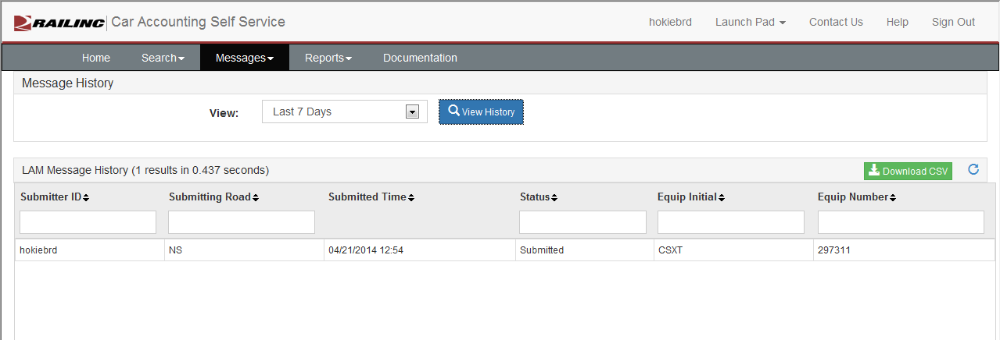 RAILINC Car Accounting Self Service hokiebrd Launch Pad Contact Us Help Sign Out
Home Search Messages Reports Documentation
Message History
View: Last 7 Days View History
LAM Message History (1 results in 0.437 seconds) Download CSV
Submitter ID Submitting Road Submitted Time Status Equip Initial Equip Number
hokiebrd NS 04/21/2014 12:54 Submitted CSXT 297311